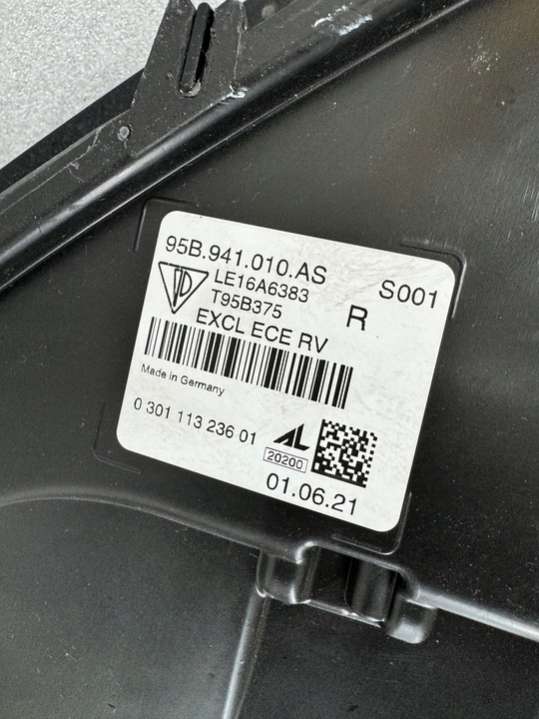 95B.941.010.AS
LE16A6383
S001
T95B375
R
EXCL ECE RV
Made in Germany
0 301 113 236 01
AL
20200
01.06.21